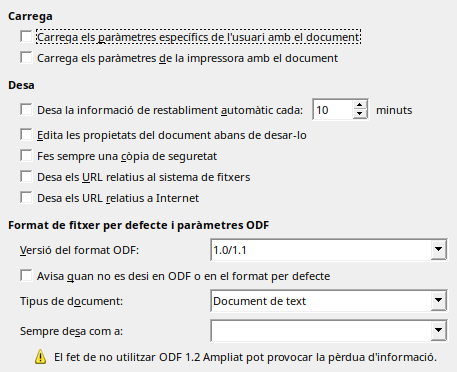 Carrega
Carrega els paràmetres específics de l'usuari amb el document
Carrega els paràmetres de la impressora amb el document
Desa
Desa la informació de restabliment automàtic cada: 10 minuts
Edita les propietats del document abans de desar-lo
Fes sempre una còpia de seguretat
Desa els URL relatius al sistema de fitxers
Desa els URL relatius a Internet
Format de fitxer per defecte i paràmetres ODF
Versió del format ODF: 1.0/1.1
Avisa quan no es desi en ODF o en el format per defecte
Tipus de document: Document de text
Sempre desa com a:
El fet de no utilitzar ODF 1.2 Ampliat pot provocar la pèrdua d'informació.